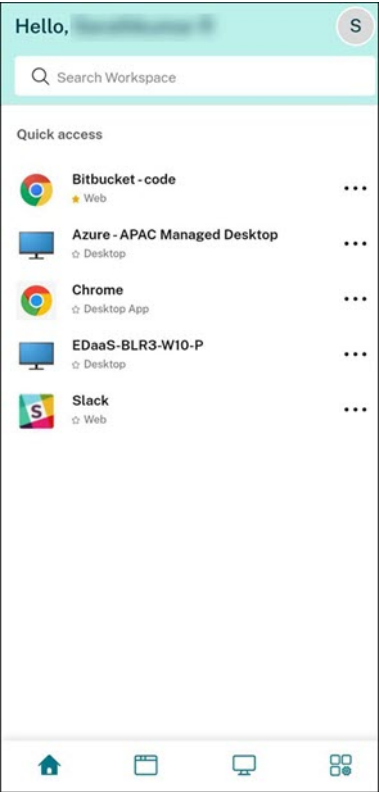 Hello,
S
Search Workspace
Quick access
Bitbucket - code
Web
Azure - APAC Managed Desktop
Desktop
Chrome
Desktop App
EDaaS-BLR3-W10-P
Desktop
S
Slack
Web